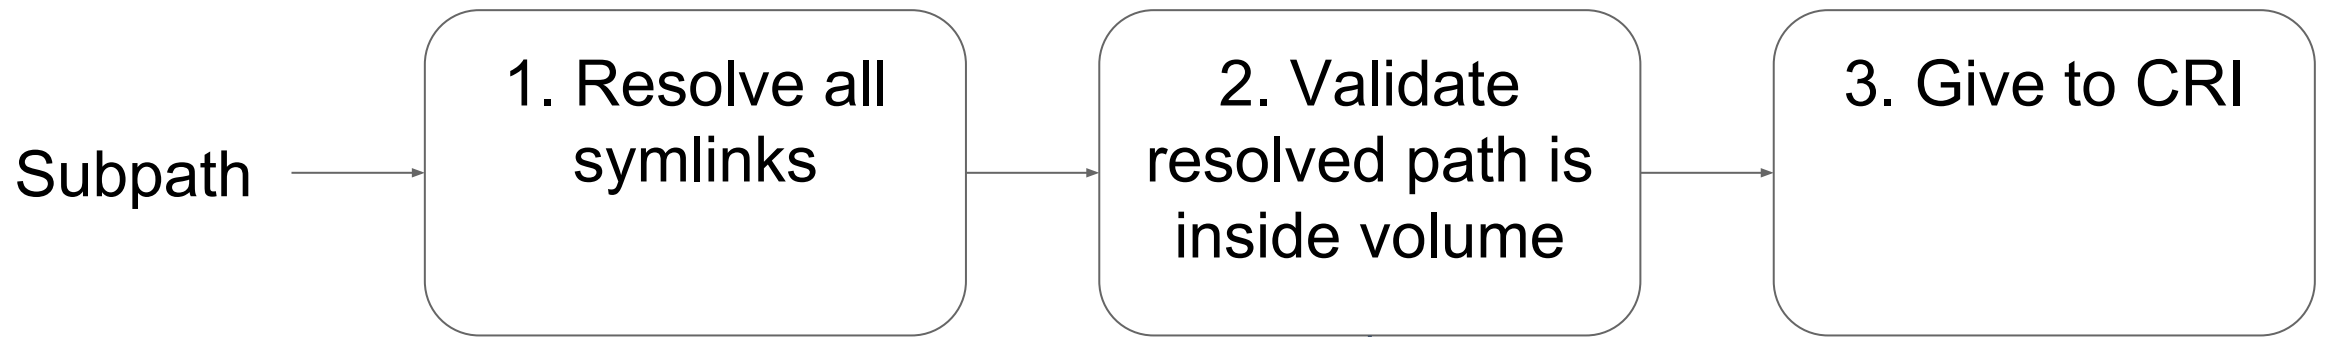 Subpath
1. Resolve all
symlinks
2. Validate
resolved path is
inside volume
3. Give to CRI